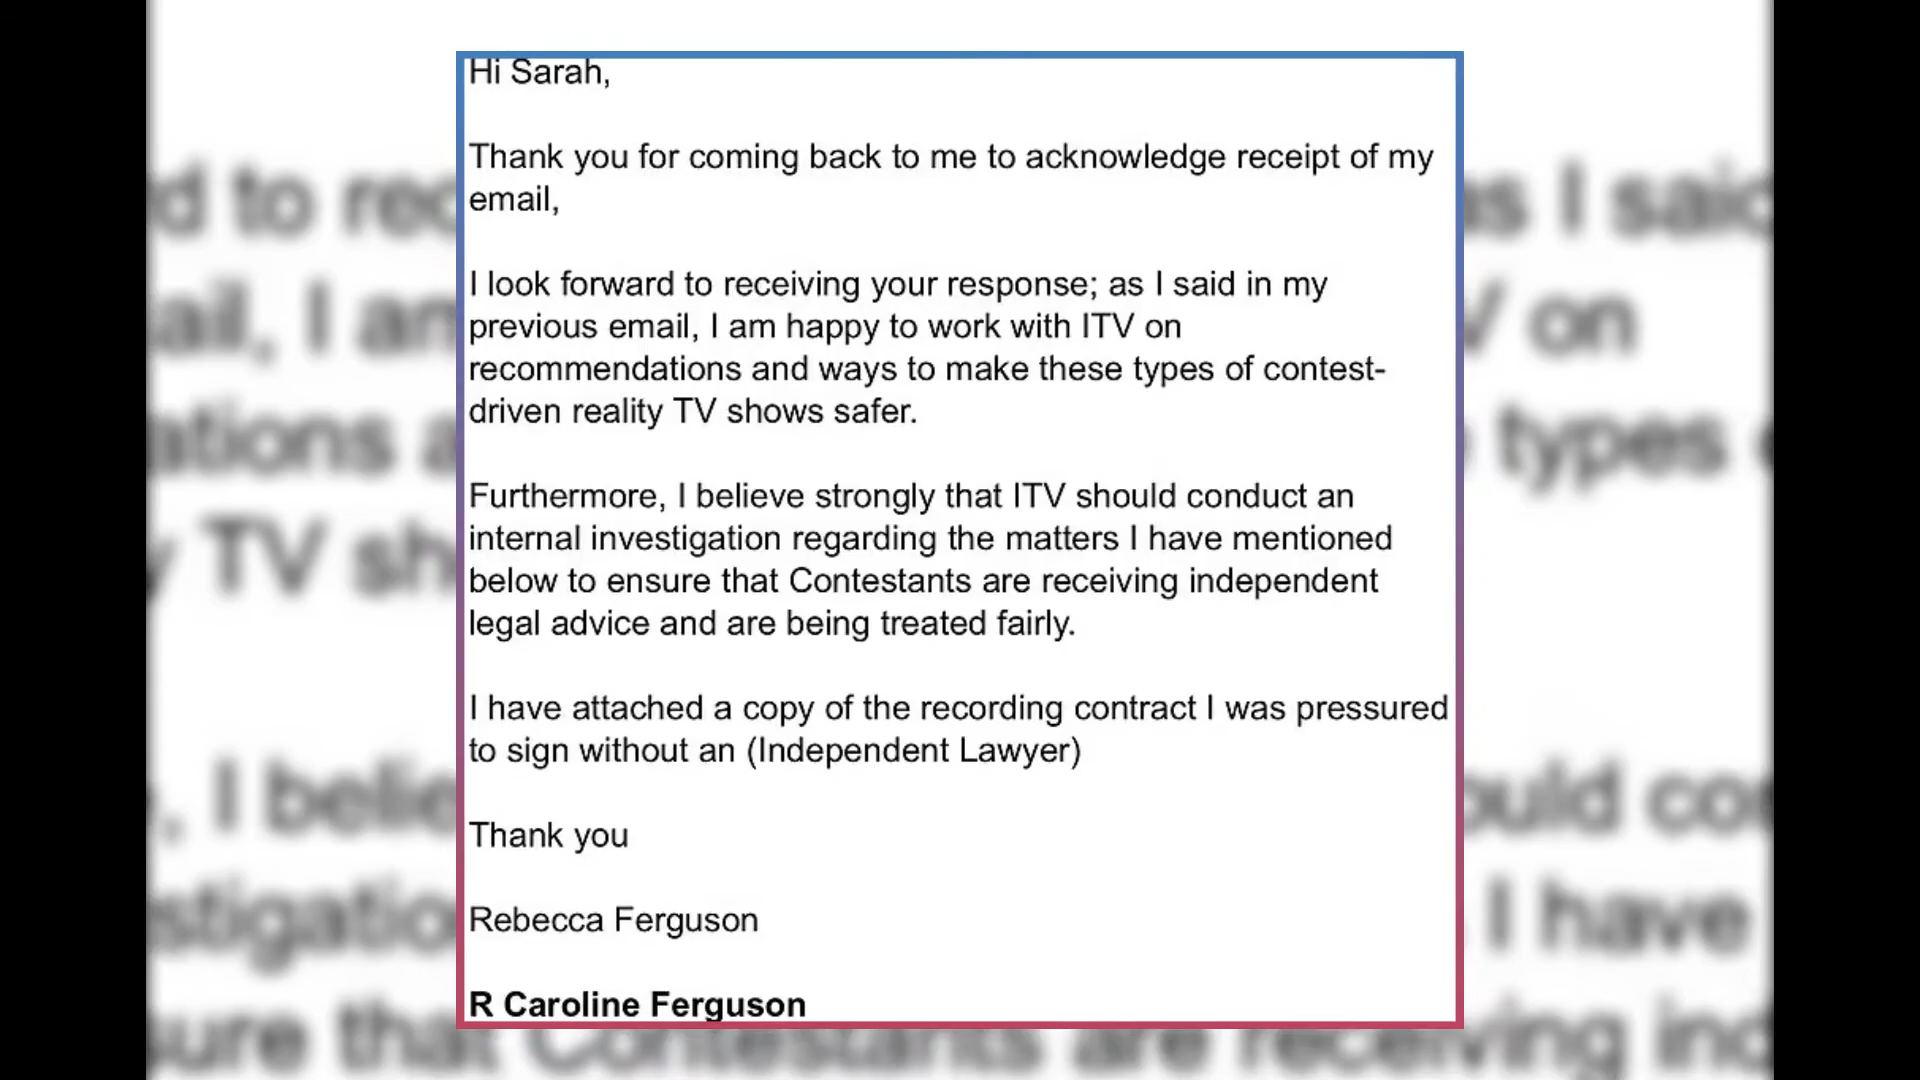 Hi Sarah,
Thank you for coming back to me to acknowledge receipt of my
email,
I look forward to receiving your response; as I said in my
previous email, I am happy to work with ITV on
recommendations and ways to make these types of contest-
driven reality TV shows safer.
Furthermore, I believe strongly that ITV should conduct an
internal investigation regarding the matters I have mentioned
below to ensure that Contestants are receiving independent
legal advice and are being treated fairly.
I have attached a copy of the recording contract I was pressured
to sign without an (Independent Lawyer)
Thank you
Rebecca Ferguson
R Caroline Ferguson